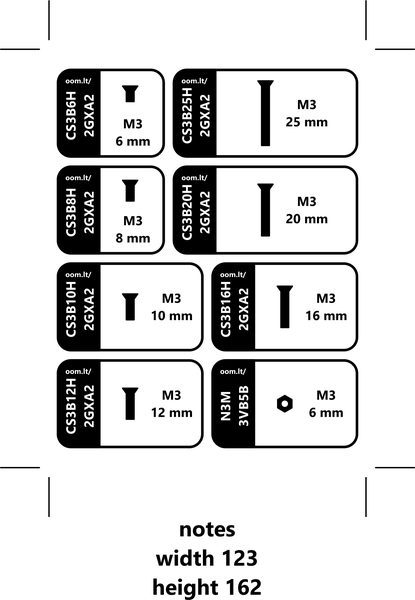 oom.lt/
CS3B6H
2GXA2
M3
6 mm
oom.lt/
CS3B25H
2GXA2
M3
25 mm
oom.lt/
CS3B8H
2GXA2
M3
8 mm
oom.lt/
CS3B20H
2GXA2
M3
20 mm
oom.lt/
CS3B10H
2GXA2
M3
10 mm
oom.lt/
CS3B16H
2GXA2
M3
16 mm
oom.lt/
CS3B12H
2GXA2
M3
12 mm
oom.lt/
N3M
3VB5B
M3
6 mm
notes
width 123
height 162